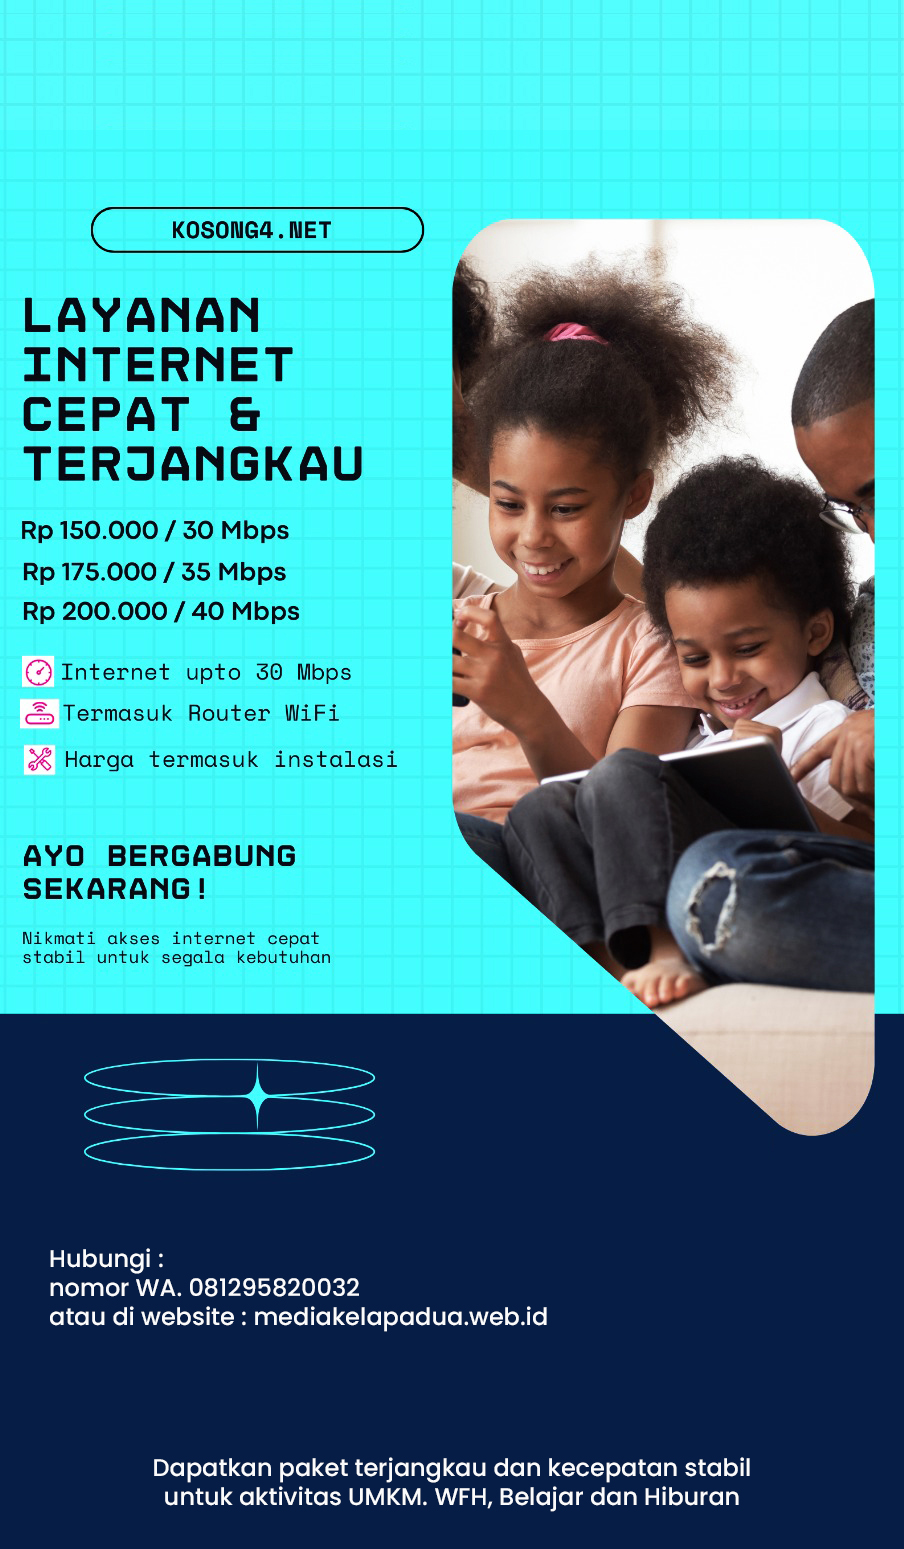 KOSONG4.NET
LAYANAN
INTERNET
CEPAT &
TERJANGKAU
Rp 150.000 / 30 Mbps
Rp 175.000 / 35 Mbps
Rp 200.000 / 40 Mbps
Internet upto 30 Mbps
Termasuk Router WiFi
Harga termasuk instalasi
AYO BERGABUNG
SEKARANG!
Nikmati akses internet cepat
stabil untuk segala kebutuhan
Hubungi :
nomor WA. 081295820032
atau di website : mediakelapadua.web.id
Dapatkan paket terjangkau dan kecepatan stabil
untuk aktivitas UMKM. WFH, Belajar dan Hiburan